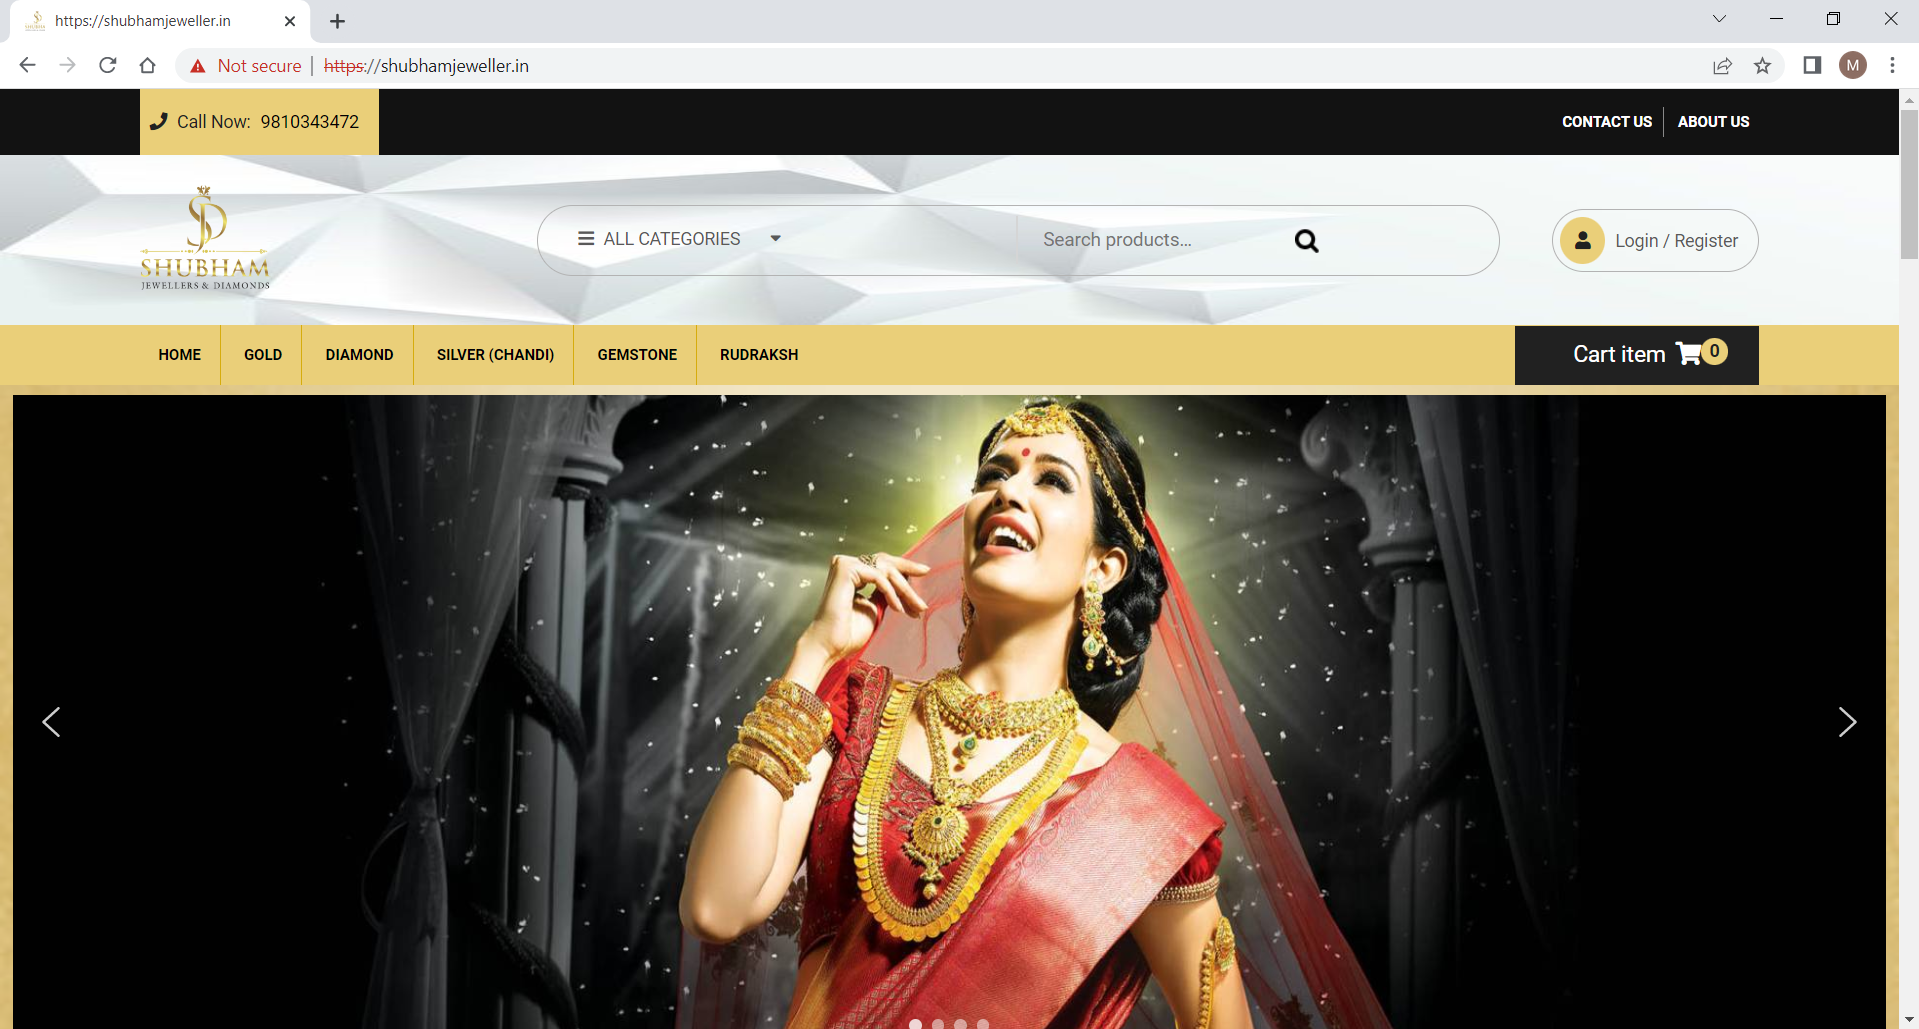 https://shubhamjeweller.in
Not secure | https://shubhamjeweller.in
M
Call Now: 9810343472
CONTACT US
ABOUT US
SD
SHUBHAM
JEWELLERS & DIAMONDS
ALL CATEGORIES
Search products...
Login / Register
HOME
GOLD
DIAMOND
SILVER (CHANDI)
GEMSTONE
RUDRAKSH
Cart item 0